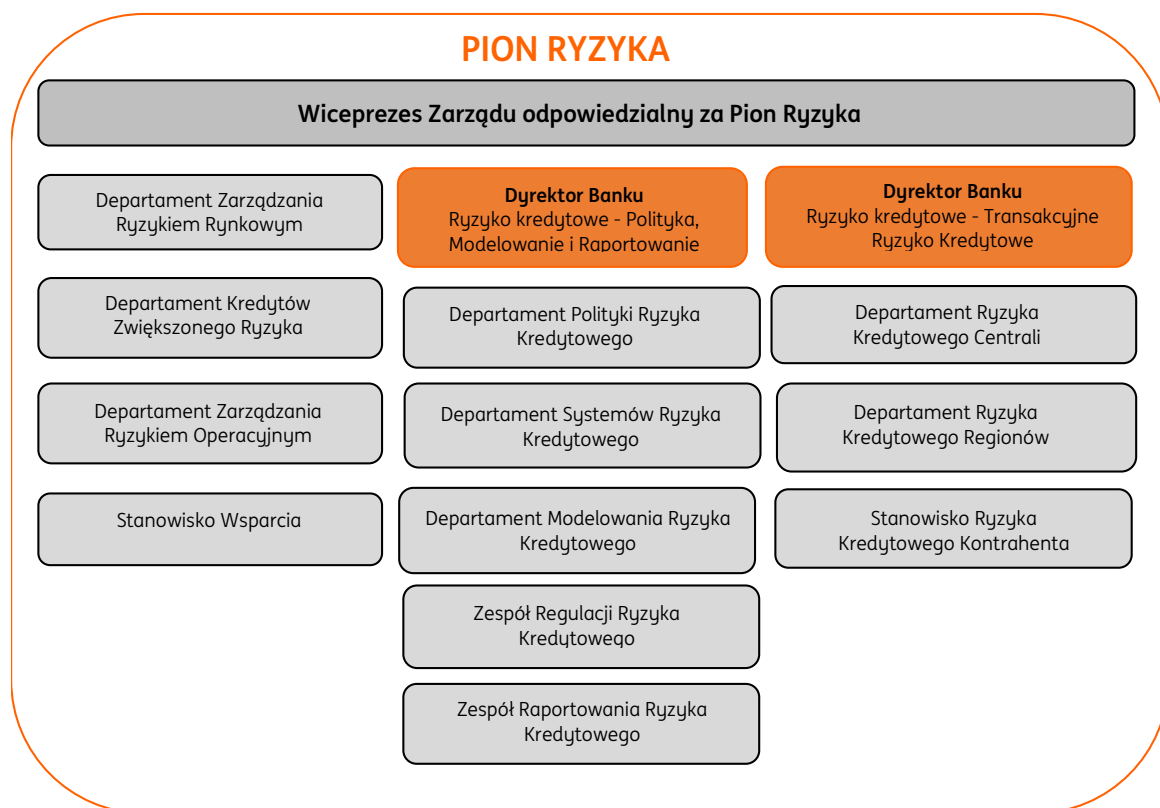 PION RYZYKA
Wiceprezes Zarządu odpowiedzialny za Pion Ryzyka
Departament Zarządzania
Ryzykiem Rynkowym
Departament Kredytów
Zwiększonego Ryzyka
Departament Zarządzania
Ryzykiem Operacyjnym
Stanowisko Wsparcia
Dyrektor Banku
Ryzyko kredytowe - Polityka,
Modelowanie i Raportowanie
Departament Polityki Ryzyka
Kredytowego
Departament Systemów Ryzyka
Kredytowego
Departament Modelowania Ryzyka
Kredytowego
Zespół Regulacji Ryzyka
Kredytowego
Zespół Raportowania Ryzyka
Kredytowego
Dyrektor Banku
Ryzyko kredytowe - Transakcyjne
Ryzyko Kredytowe
Departament Ryzyka
Kredytowego Centrali
Departament Ryzyka
Kredytowego Regionów
Stanowisko Ryzyka
Kredytowego Kontrahenta